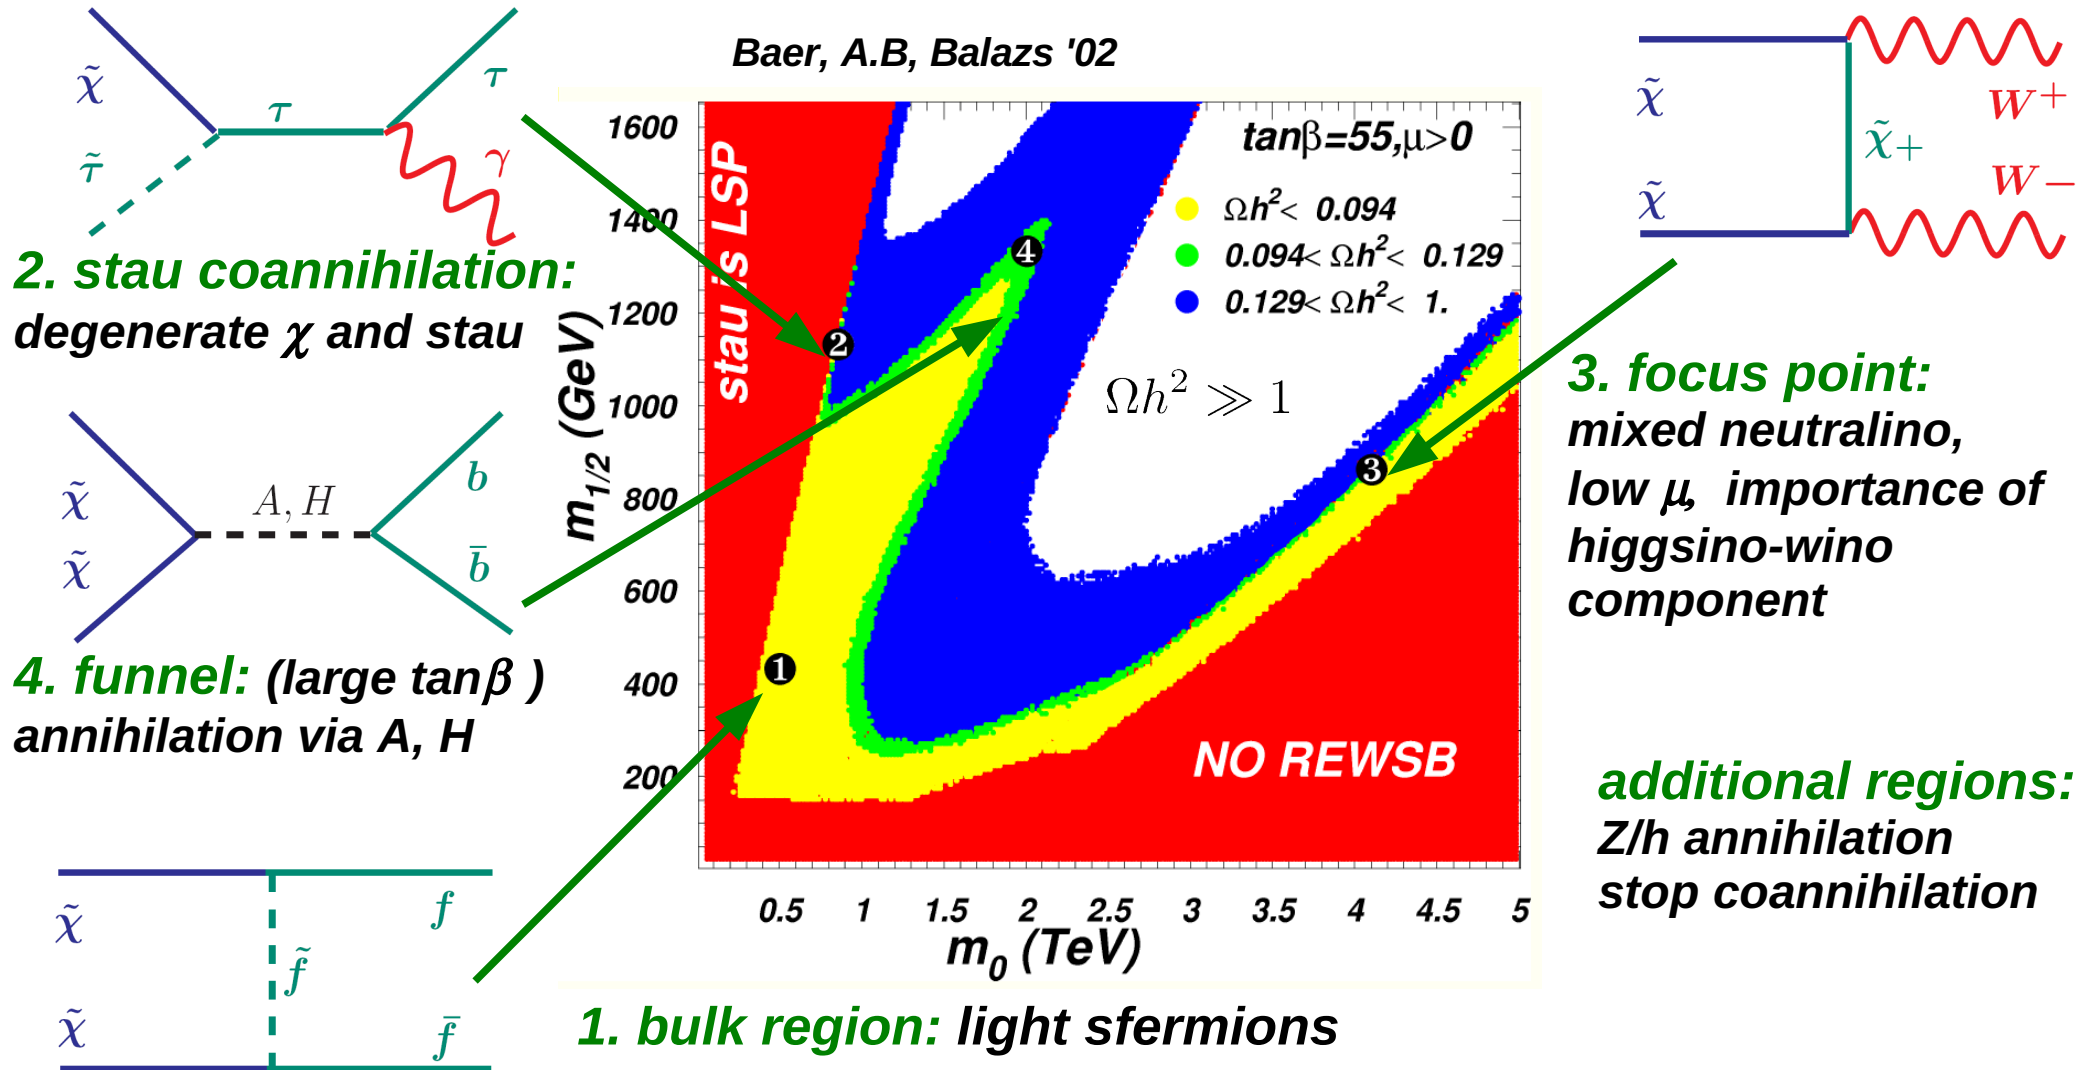 Baer, A.B, Balazs '02
χ̃
τ̃
τ
τ
γ
2. stau coannihilation:
degenerate χ and stau
χ̃
χ̃
A, H
b
b̄
4. funnel: (large tanβ )
annihilation via A, H
χ̃
χ̃
f̃
f
f̄
1. bulk region: light sfermions
m1/2 (GeV)
1600
1400
1200
1000
800
600
400
200
stau is LSP
tanβ=55,μ>0
Ωh²< 0.094
0.094< Ωh²< 0.129
0.129< Ωh²< 1.
Ωh² ≫ 1
NO REWSB
1
2
3
4
0.5 1 1.5 2 2.5 3 3.5 4 4.5 5
m0 (TeV)
χ̃
χ̃
χ̃+
W+
W−
3. focus point:
mixed neutralino,
low μ, importance of
higgsino-wino
component
additional regions:
Z/h annihilation
stop coannihilation